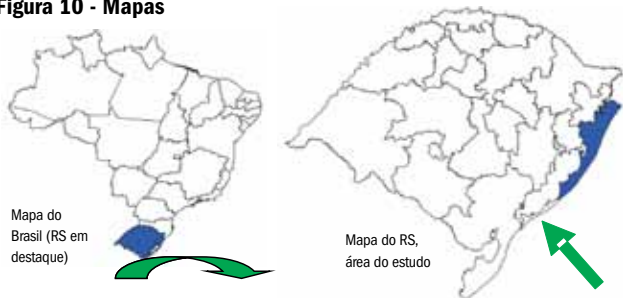 Figura 10 - Mapas
Mapa do
Brasil (RS em
destaque)
Mapa do RS,
área do estudo